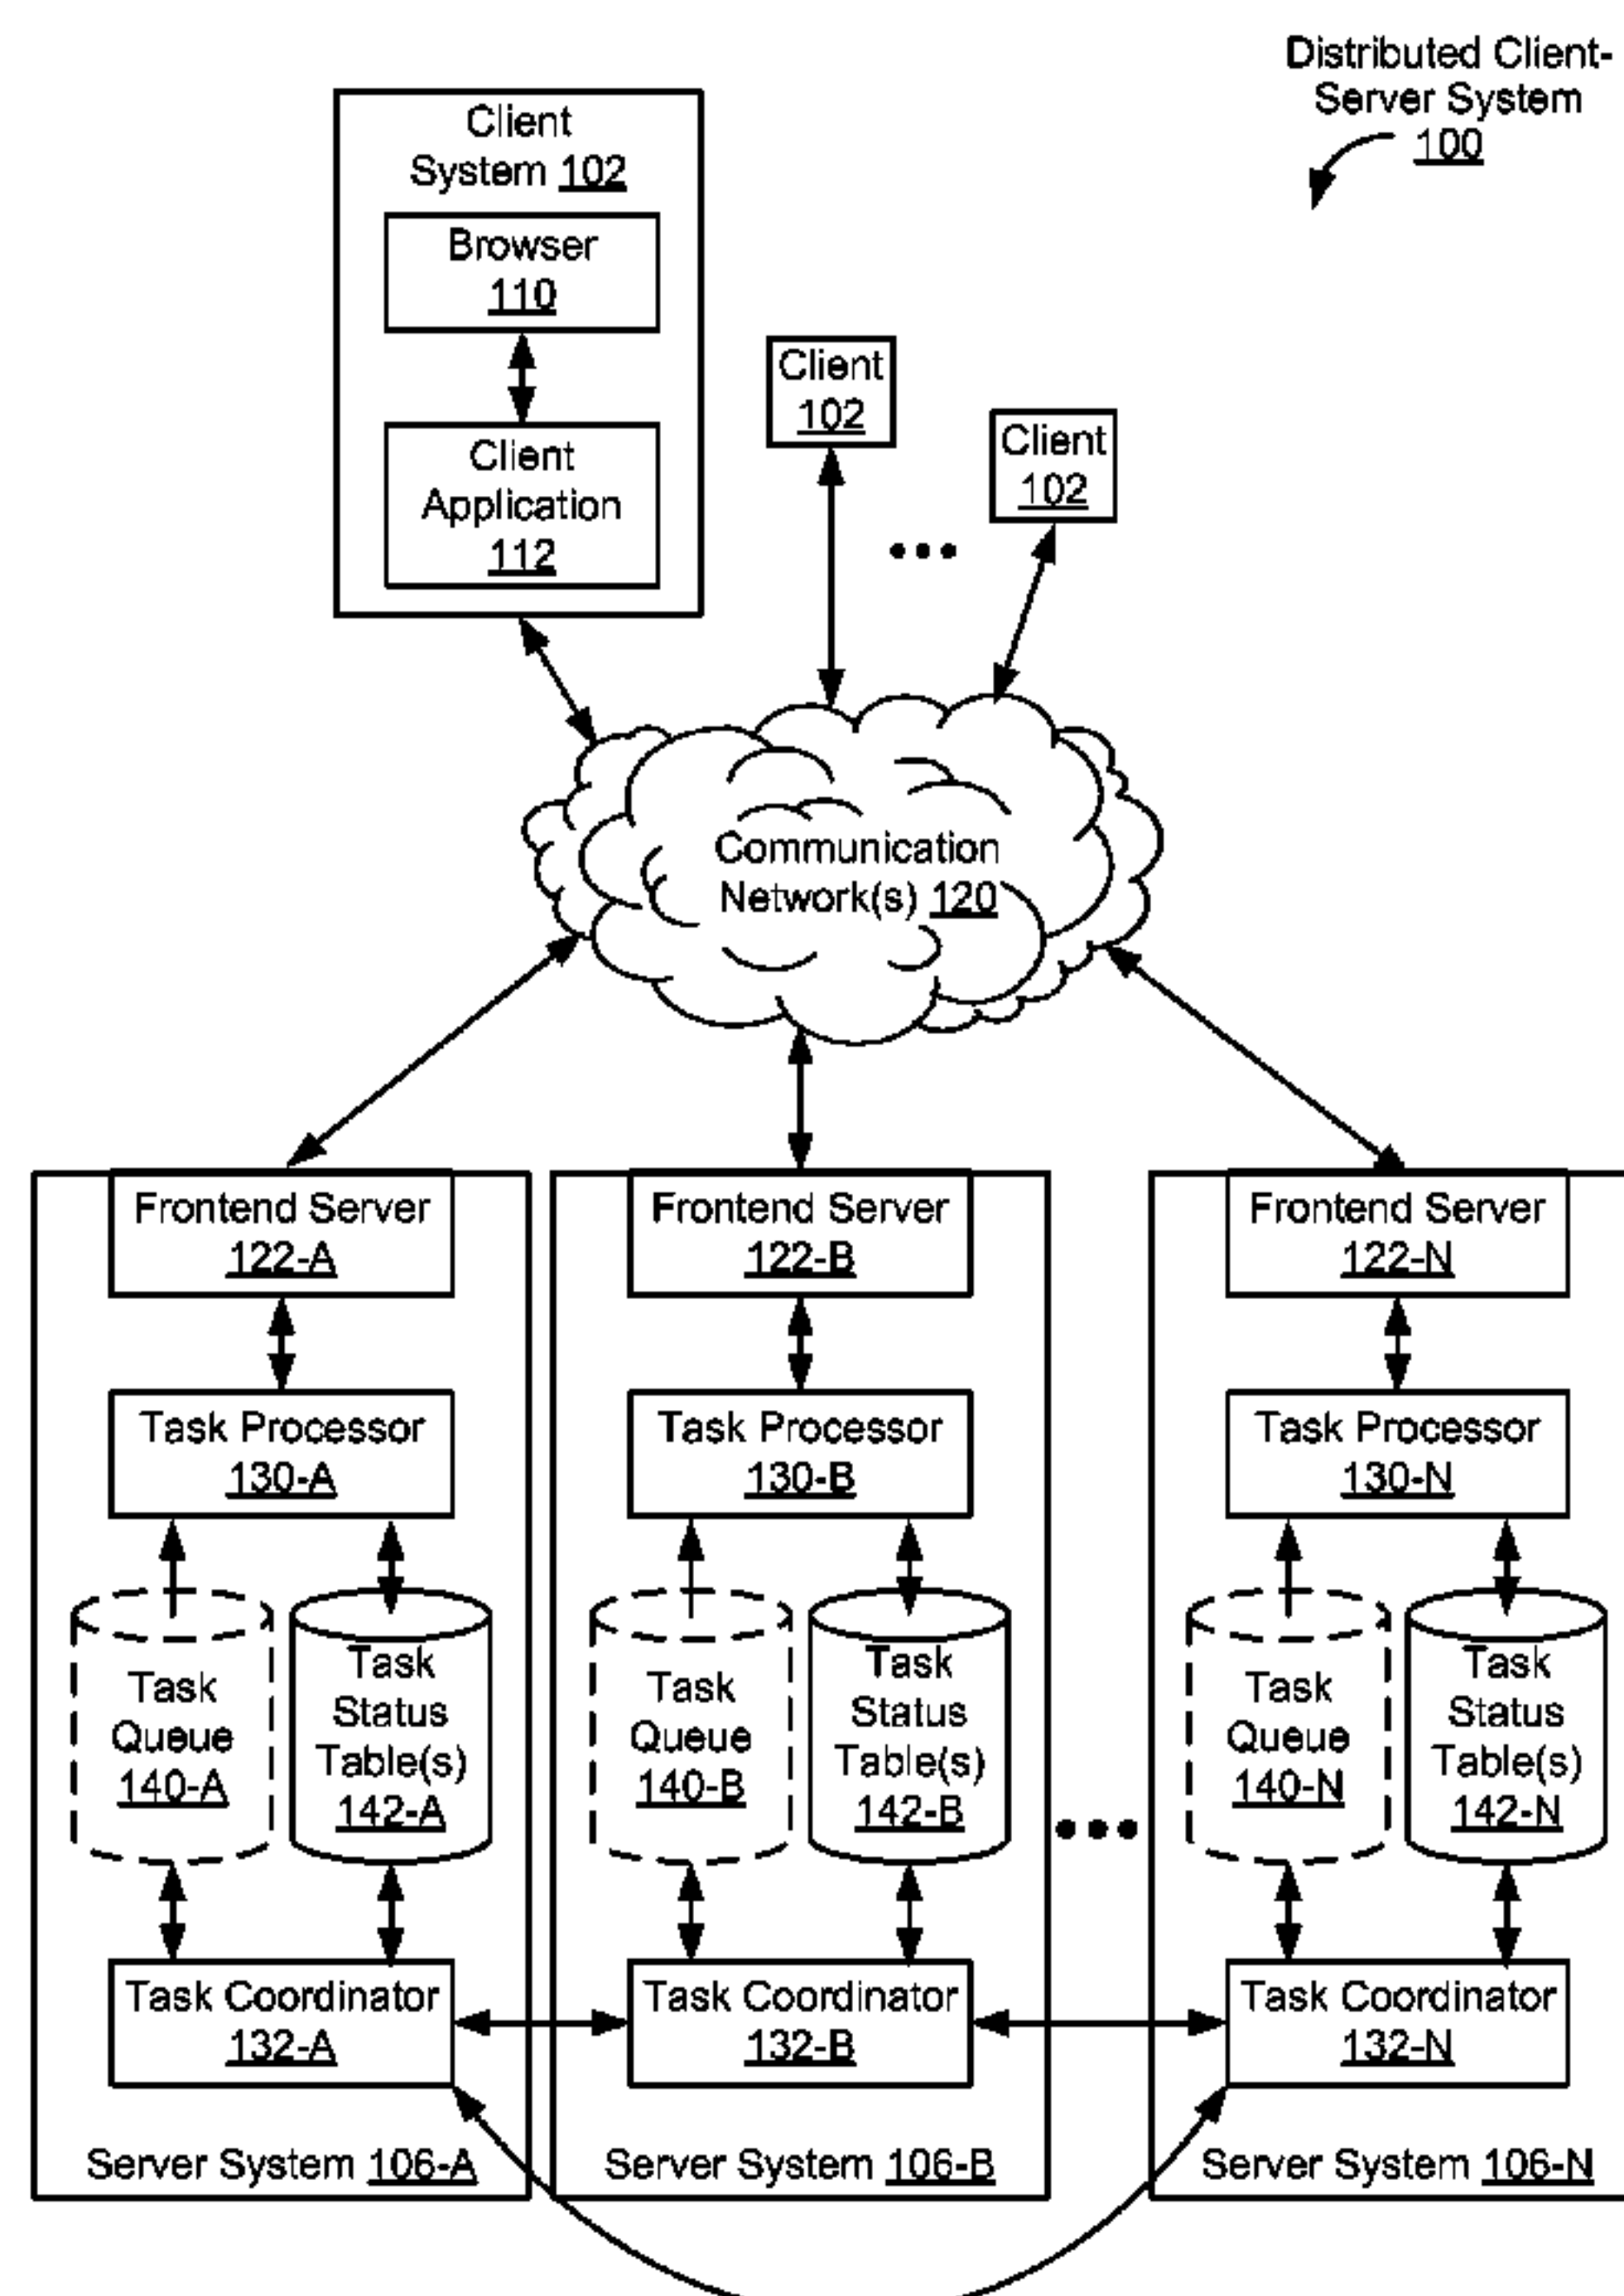 Distributed Client-
Server System
100
Client
System 102
Browser
110
Client
Application
112
Client
102
Client
102
Communication
Network(s) 120
Frontend Server
122-A
Task Processor
130-A
Task
Queue
140-A
Task
Status
Table(s)
142-A
Task Coordinator
132-A
Server System 106-A
Frontend Server
122-B
Task Processor
130-B
Task
Queue
140-B
Task
Status
Table(s)
142-B
Task Coordinator
132-B
Server System 106-B
Frontend Server
122-N
Task Processor
130-N
Task
Queue
140-N
Task
Status
Table(s)
142-N
Task Coordinator
132-N
Server System 106-N